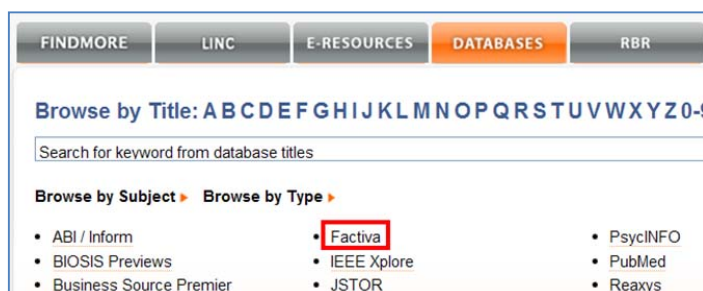 FINDMORE LINC E-RESOURCES DATABASES RBR
Browse by Title: A B C D E F G H I J K L M N O P Q R S T U V W X Y Z 0-9
Search for keyword from database titles
Browse by Subject Browse by Type
• ABI / Inform • Factiva • PsycINFO
• BIOSIS Previews • IEEE Xplore • PubMed
• Business Source Premier • JSTOR • Reaxys